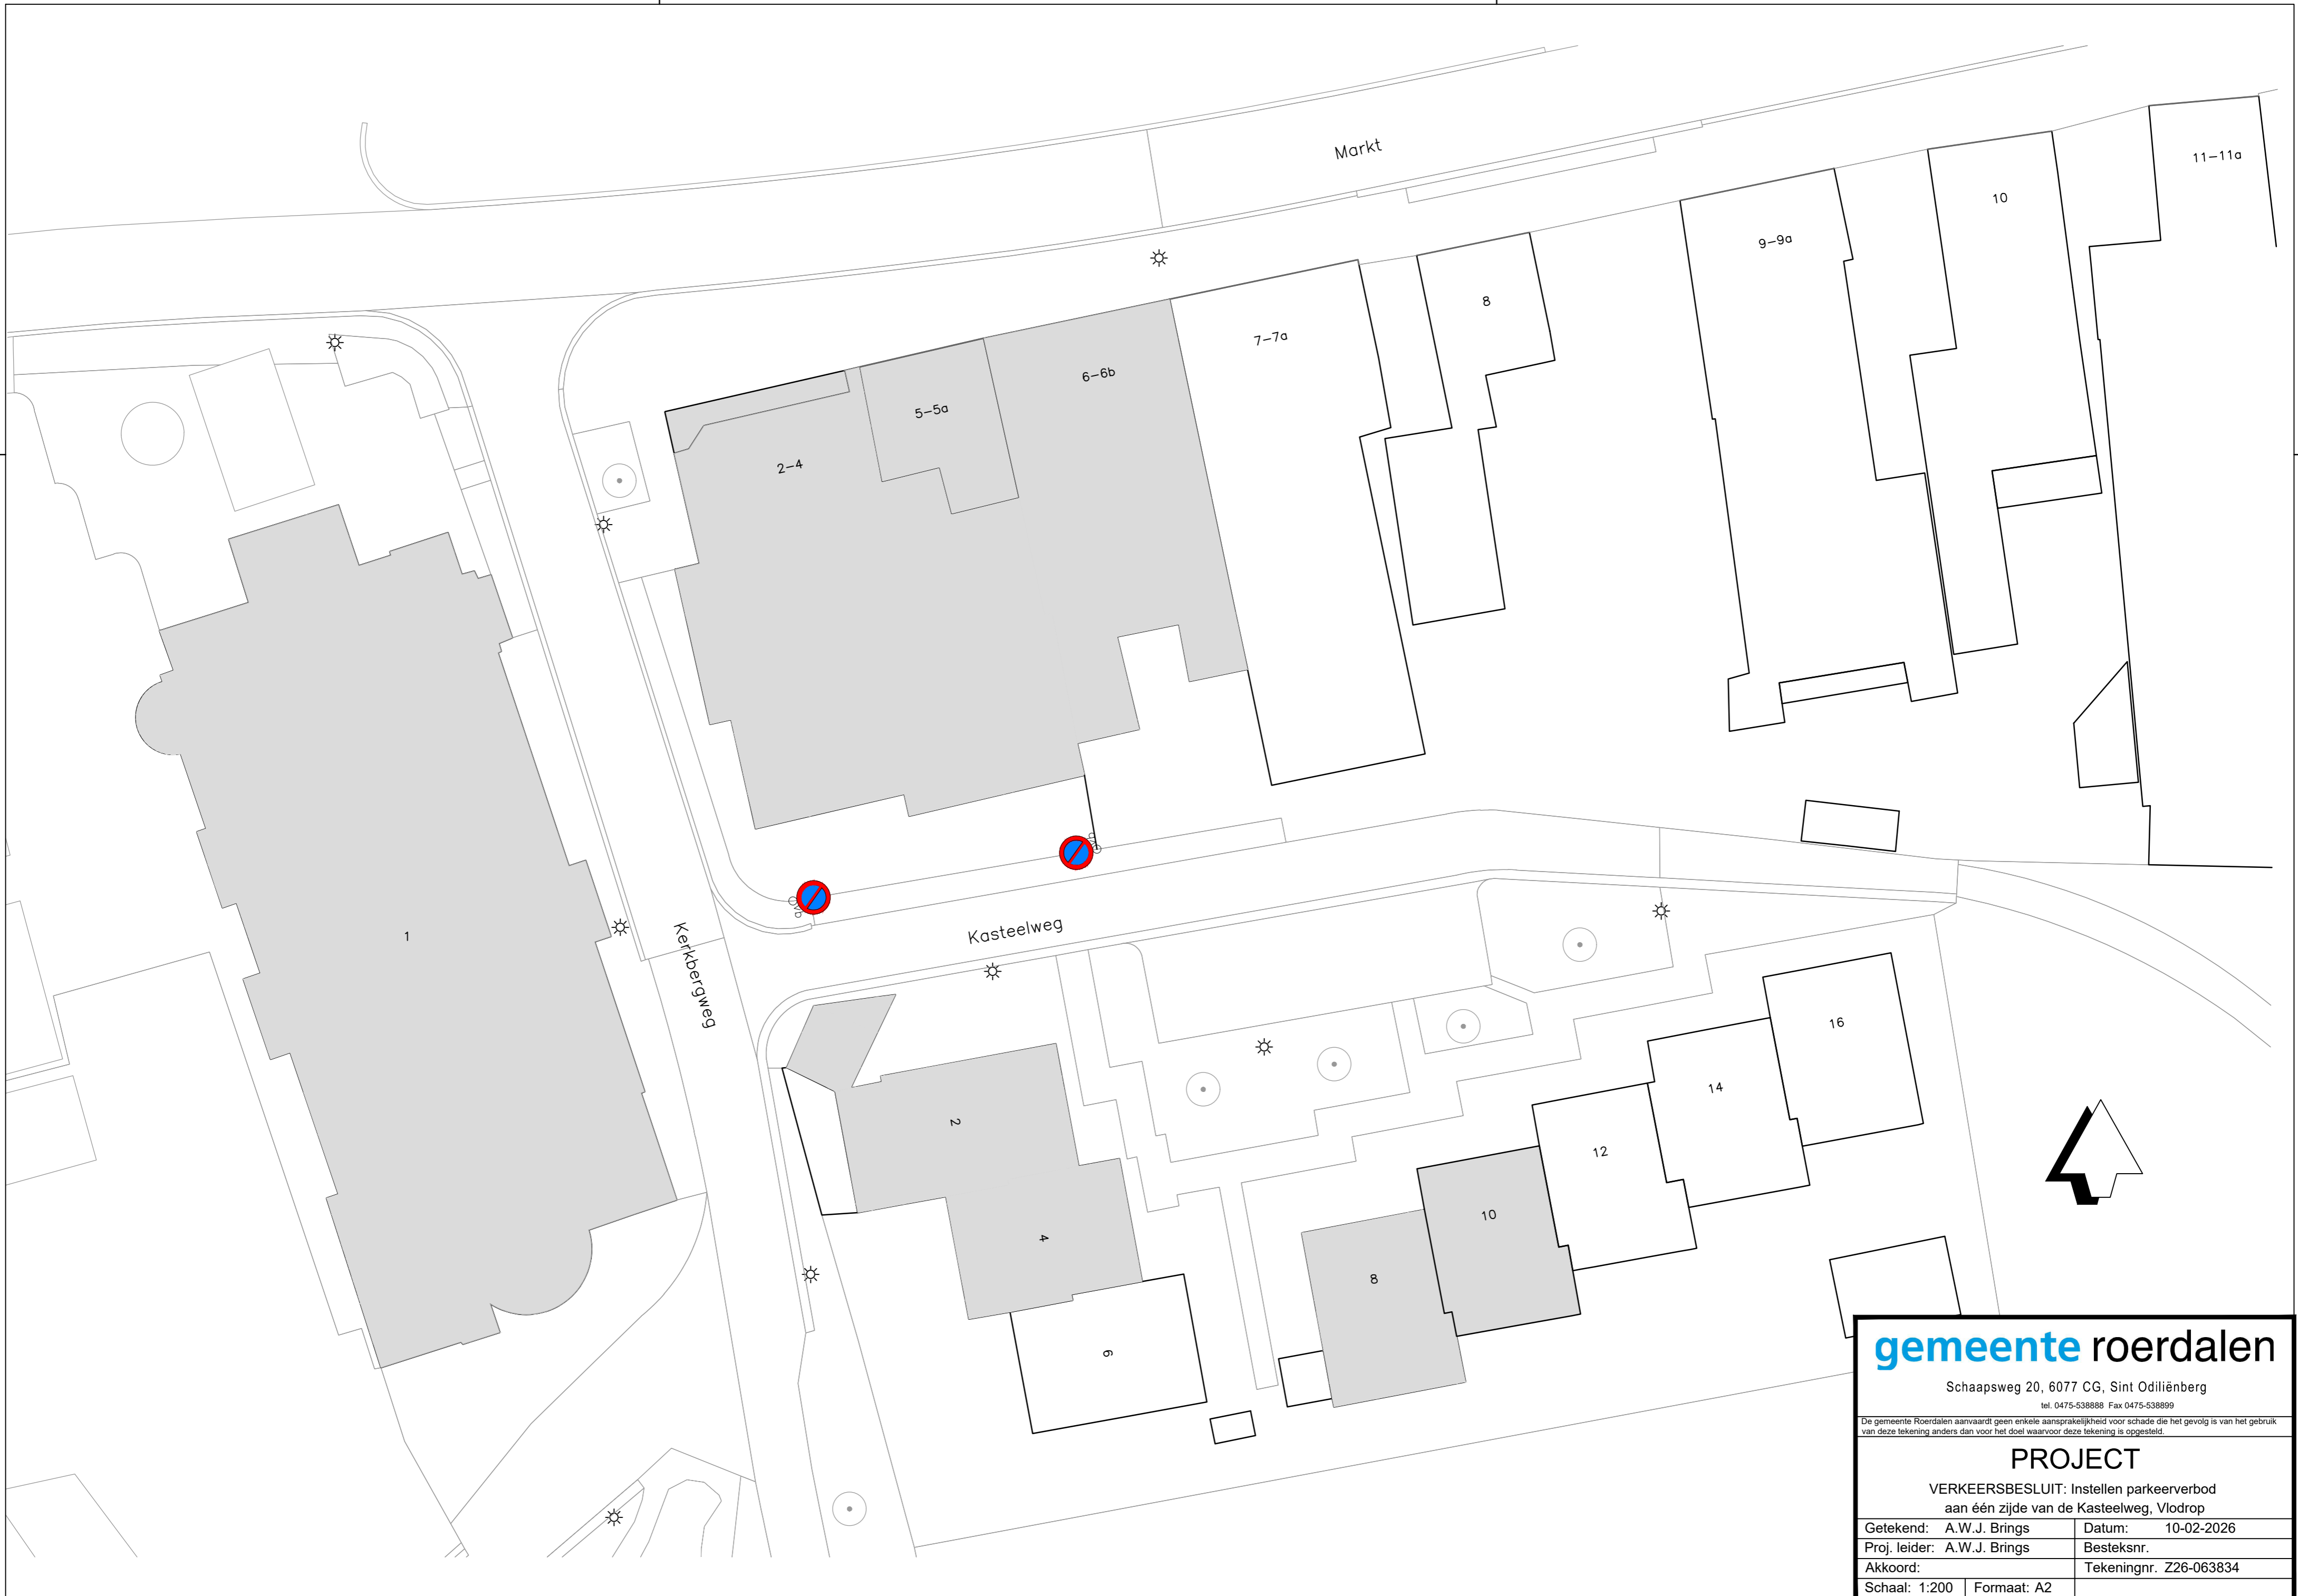 Markt
11-11a
10
9-9a
8
7-7a
6-6b
5-5a
2-4
1
Kerkbergweg
Kasteelweg
2
4
6
8
10
12
14
16
gemeente roerdalen
Schaapsweg 20, 6077 CG, Sint Odiliënberg
tel. 0475-538888 Fax 0475-538899
De gemeente Roerdalen aanvaardt geen enkele aansprakelijkheid voor schade die het gevolg is van het gebruik
van deze tekening anders dan voor het doel waarvoor deze tekening is opgesteld.
PROJECT
VERKEERSBESLUIT: Instellen parkeerverbod
aan één zijde van de Kasteelweg, Vlodrop
Getekend: A.W.J. Brings
Datum: 10-02-2026
Proj. leider: A.W.J. Brings
Besteksnr.
Akkoord:
Tekeningnr. Z26-063834
Schaal: 1:200
Formaat: A2